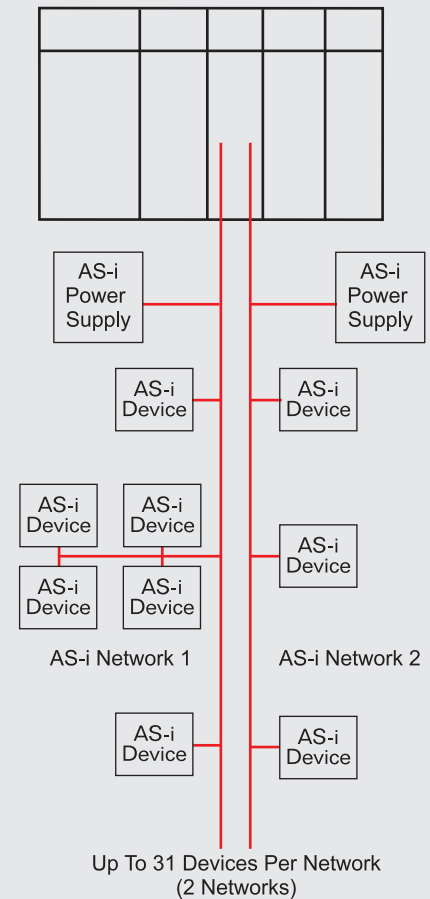 AS-i
Power
Supply
AS-i
Power
Supply
AS-i
Device
AS-i
Device
AS-i
Device
AS-i
Device
AS-i
Device
AS-i
Device
AS-i
Device
AS-i Network 1
AS-i Network 2
AS-i
Device
AS-i
Device
Up To 31 Devices Per Network
(2 Networks)